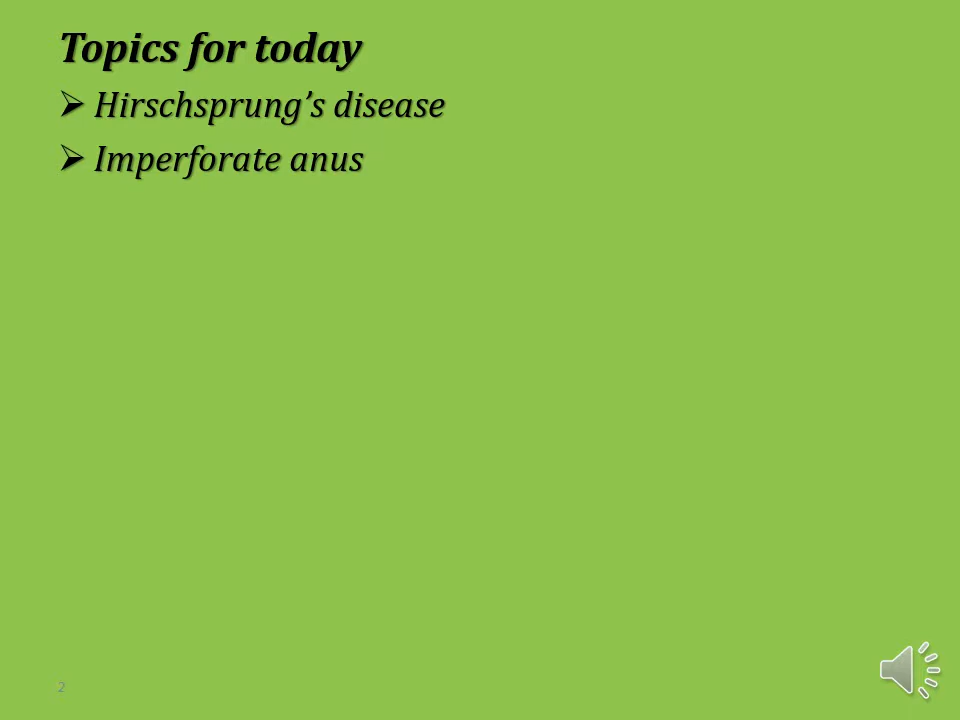 Topics for today
➢ Hirschsprung’s disease
➢ Imperforate anus
2